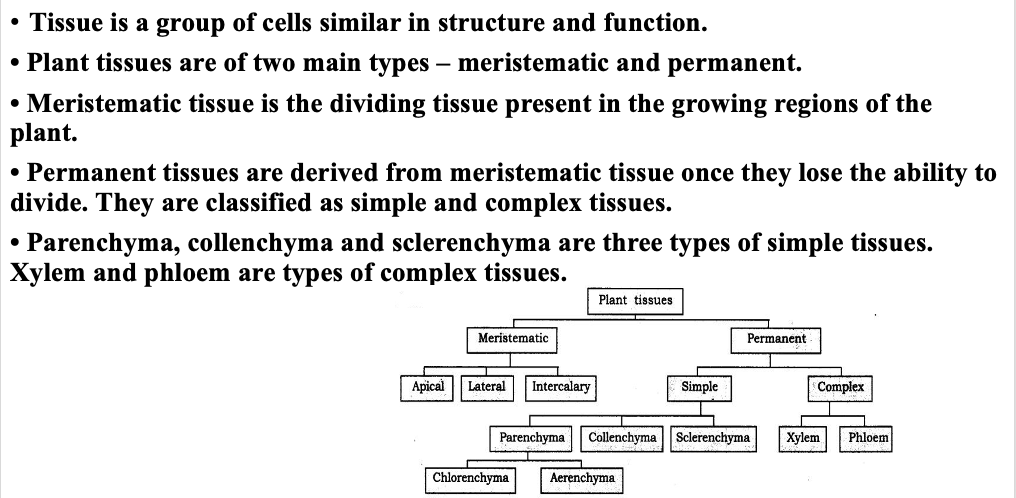 • Tissue is a group of cells similar in structure and function.
• Plant tissues are of two main types – meristematic and permanent.
• Meristematic tissue is the dividing tissue present in the growing regions of the
plant.
• Permanent tissues are derived from meristematic tissue once they lose the ability to
divide. They are classified as simple and complex tissues.
• Parenchyma, collenchyma and sclerenchyma are three types of simple tissues.
Xylem and phloem are types of complex tissues.
Plant tissues
Meristematic Permanent
Apical Lateral Intercalary Simple Complex
Parenchyma Collenchyma Sclerenchyma Xylem Phloem
Chlorenchyma Aerenchyma